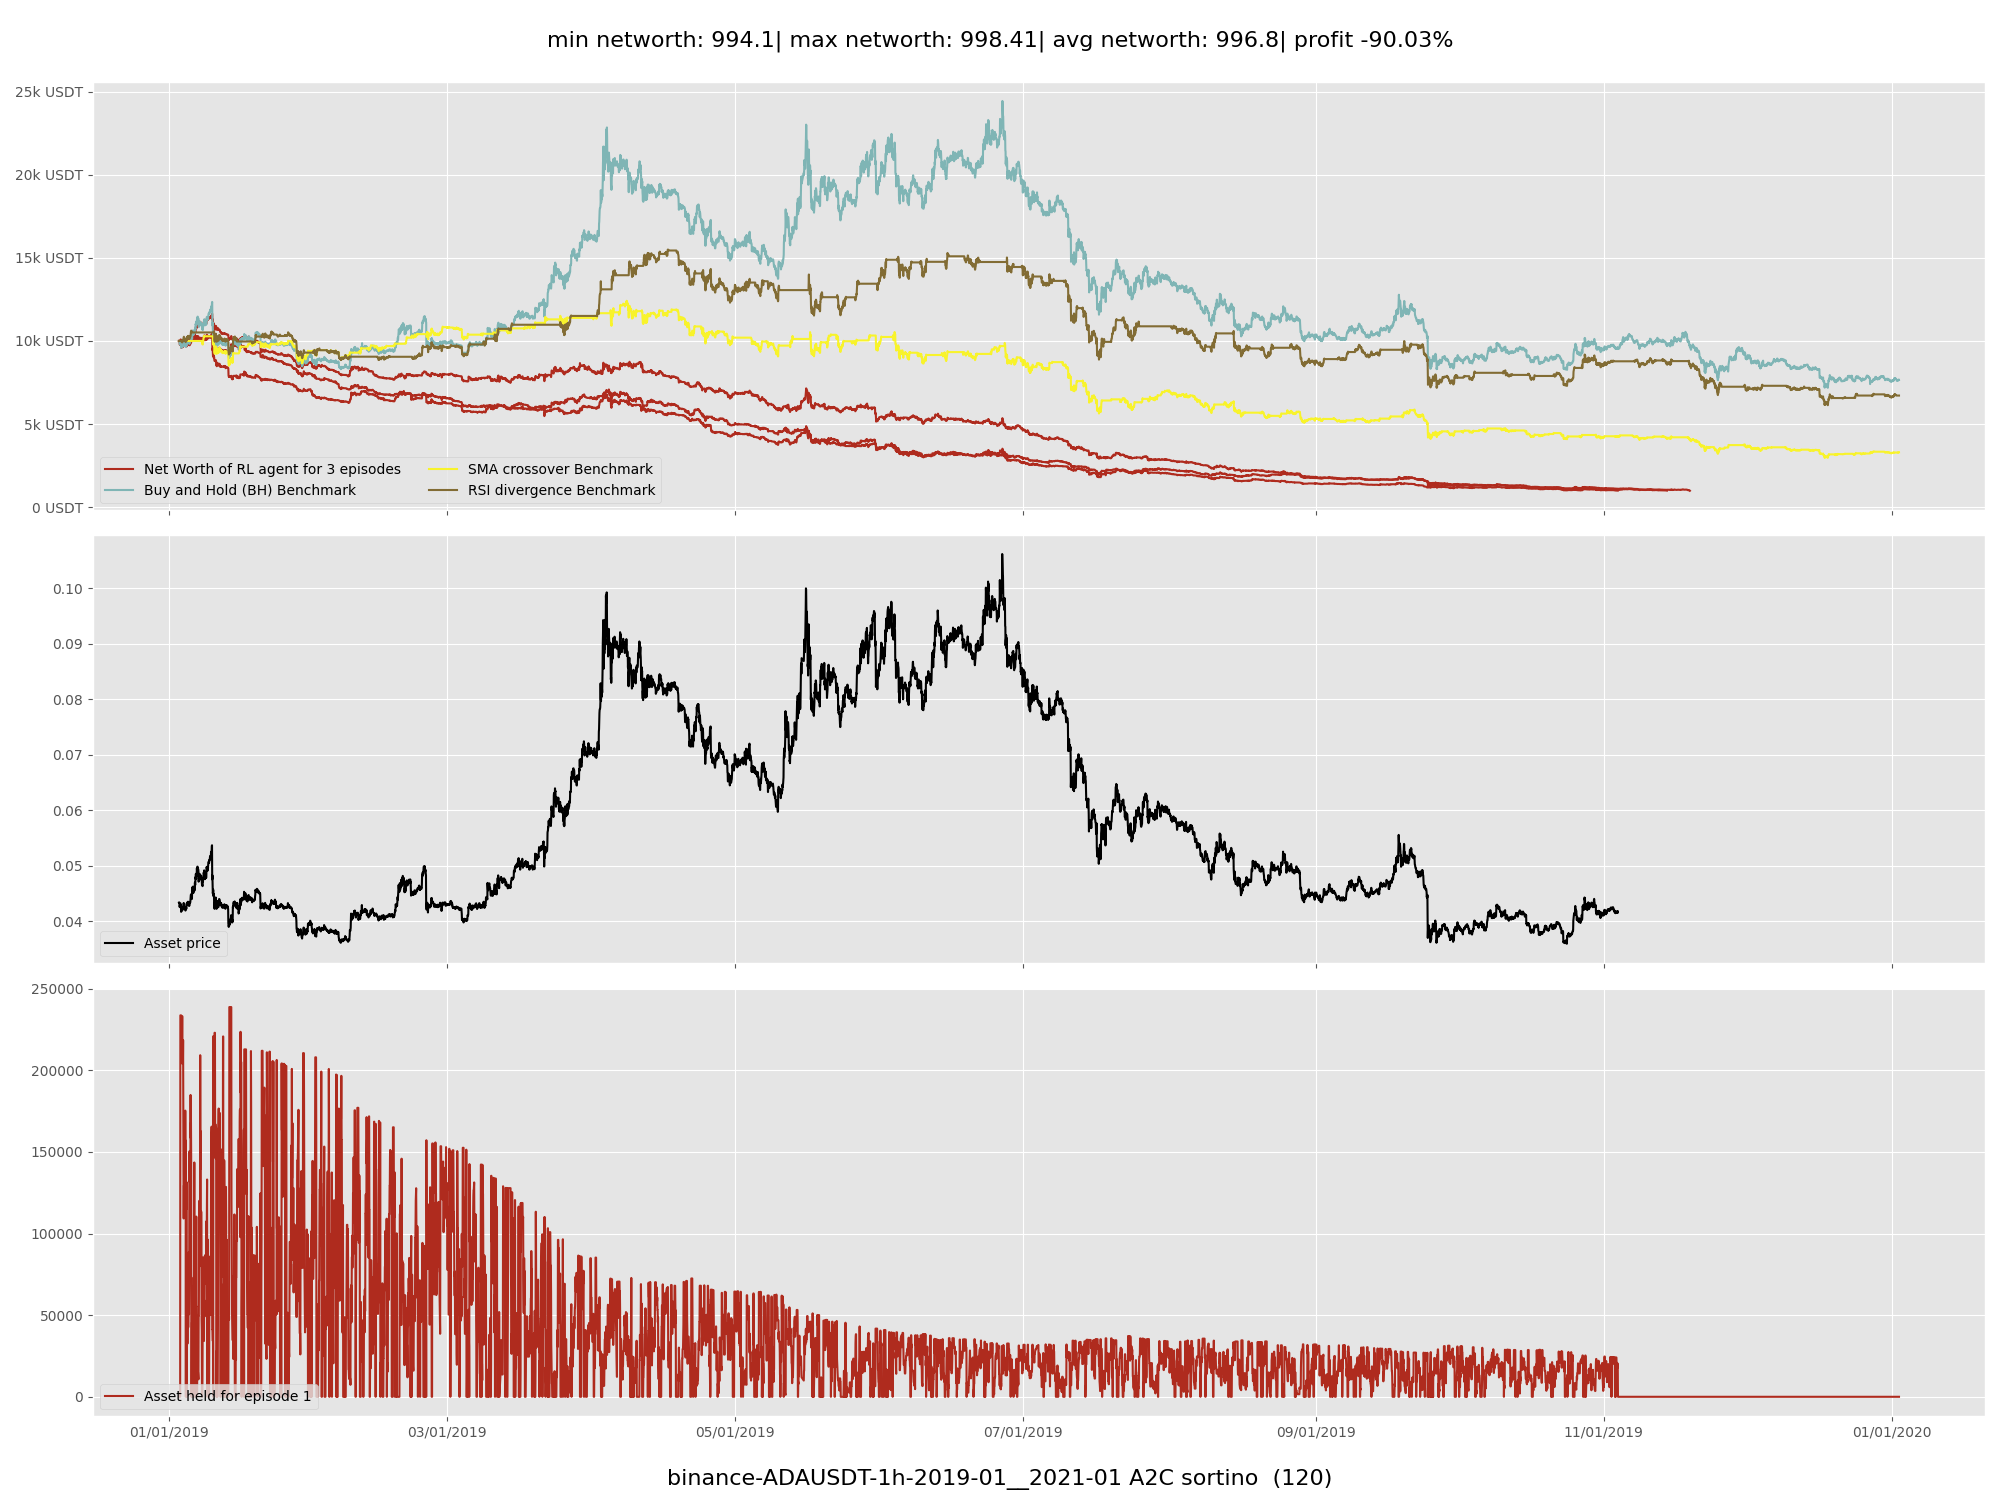 min networth: 994.1| max networth: 998.41| avg networth: 996.8| profit -90.03%
25k USDT
20k USDT
15k USDT
10k USDT
5k USDT
0 USDT
Net Worth of RL agent for 3 episodes
Buy and Hold (BH) Benchmark
SMA crossover Benchmark
RSI divergence Benchmark
0.10
0.09
0.08
0.07
0.06
0.05
0.04
Asset price
250000
200000
150000
100000
50000
0
Asset held for episode 1
01/01/2019 03/01/2019 05/01/2019 07/01/2019 09/01/2019 11/01/2019 01/01/2020
binance-ADAUSDT-1h-2019-01__2021-01 A2C sortino (120)